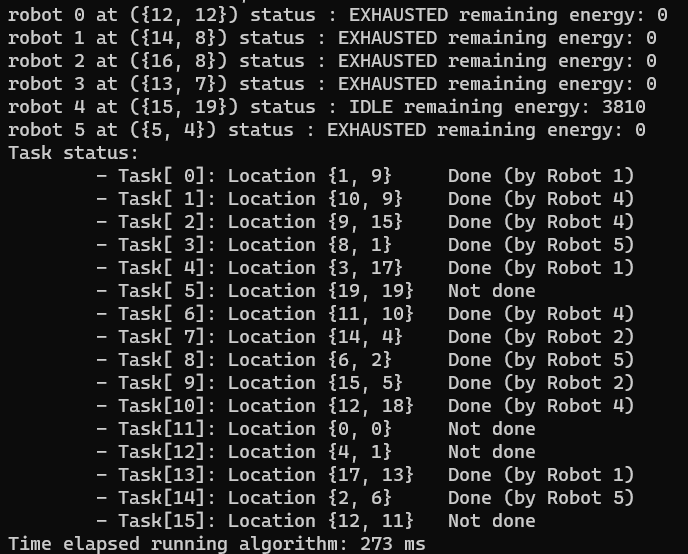 robot 0 at ({12, 12}) status : EXHAUSTED remaining energy: 0
robot 1 at ({14, 8}) status : EXHAUSTED remaining energy: 0
robot 2 at ({16, 8}) status : EXHAUSTED remaining energy: 0
robot 3 at ({13, 7}) status : EXHAUSTED remaining energy: 0
robot 4 at ({15, 19}) status : IDLE remaining energy: 3810
robot 5 at ({5, 4}) status : EXHAUSTED remaining energy: 0
Task status:
        - Task[ 0]: Location {1, 9}     Done (by Robot 1)
        - Task[ 1]: Location {10, 9}    Done (by Robot 4)
        - Task[ 2]: Location {9, 15}    Done (by Robot 4)
        - Task[ 3]: Location {8, 1}     Done (by Robot 5)
        - Task[ 4]: Location {3, 17}    Done (by Robot 1)
        - Task[ 5]: Location {19, 19}   Not done
        - Task[ 6]: Location {11, 10}   Done (by Robot 4)
        - Task[ 7]: Location {14, 4}    Done (by Robot 2)
        - Task[ 8]: Location {6, 2}     Done (by Robot 5)
        - Task[ 9]: Location {15, 5}    Done (by Robot 2)
        - Task[10]: Location {12, 18}   Done (by Robot 4)
        - Task[11]: Location {0, 0}     Not done
        - Task[12]: Location {4, 1}     Not done
        - Task[13]: Location {17, 13}   Done (by Robot 1)
        - Task[14]: Location {2, 6}     Done (by Robot 5)
        - Task[15]: Location {12, 11}   Not done
Time elapsed running algorithm: 273 ms